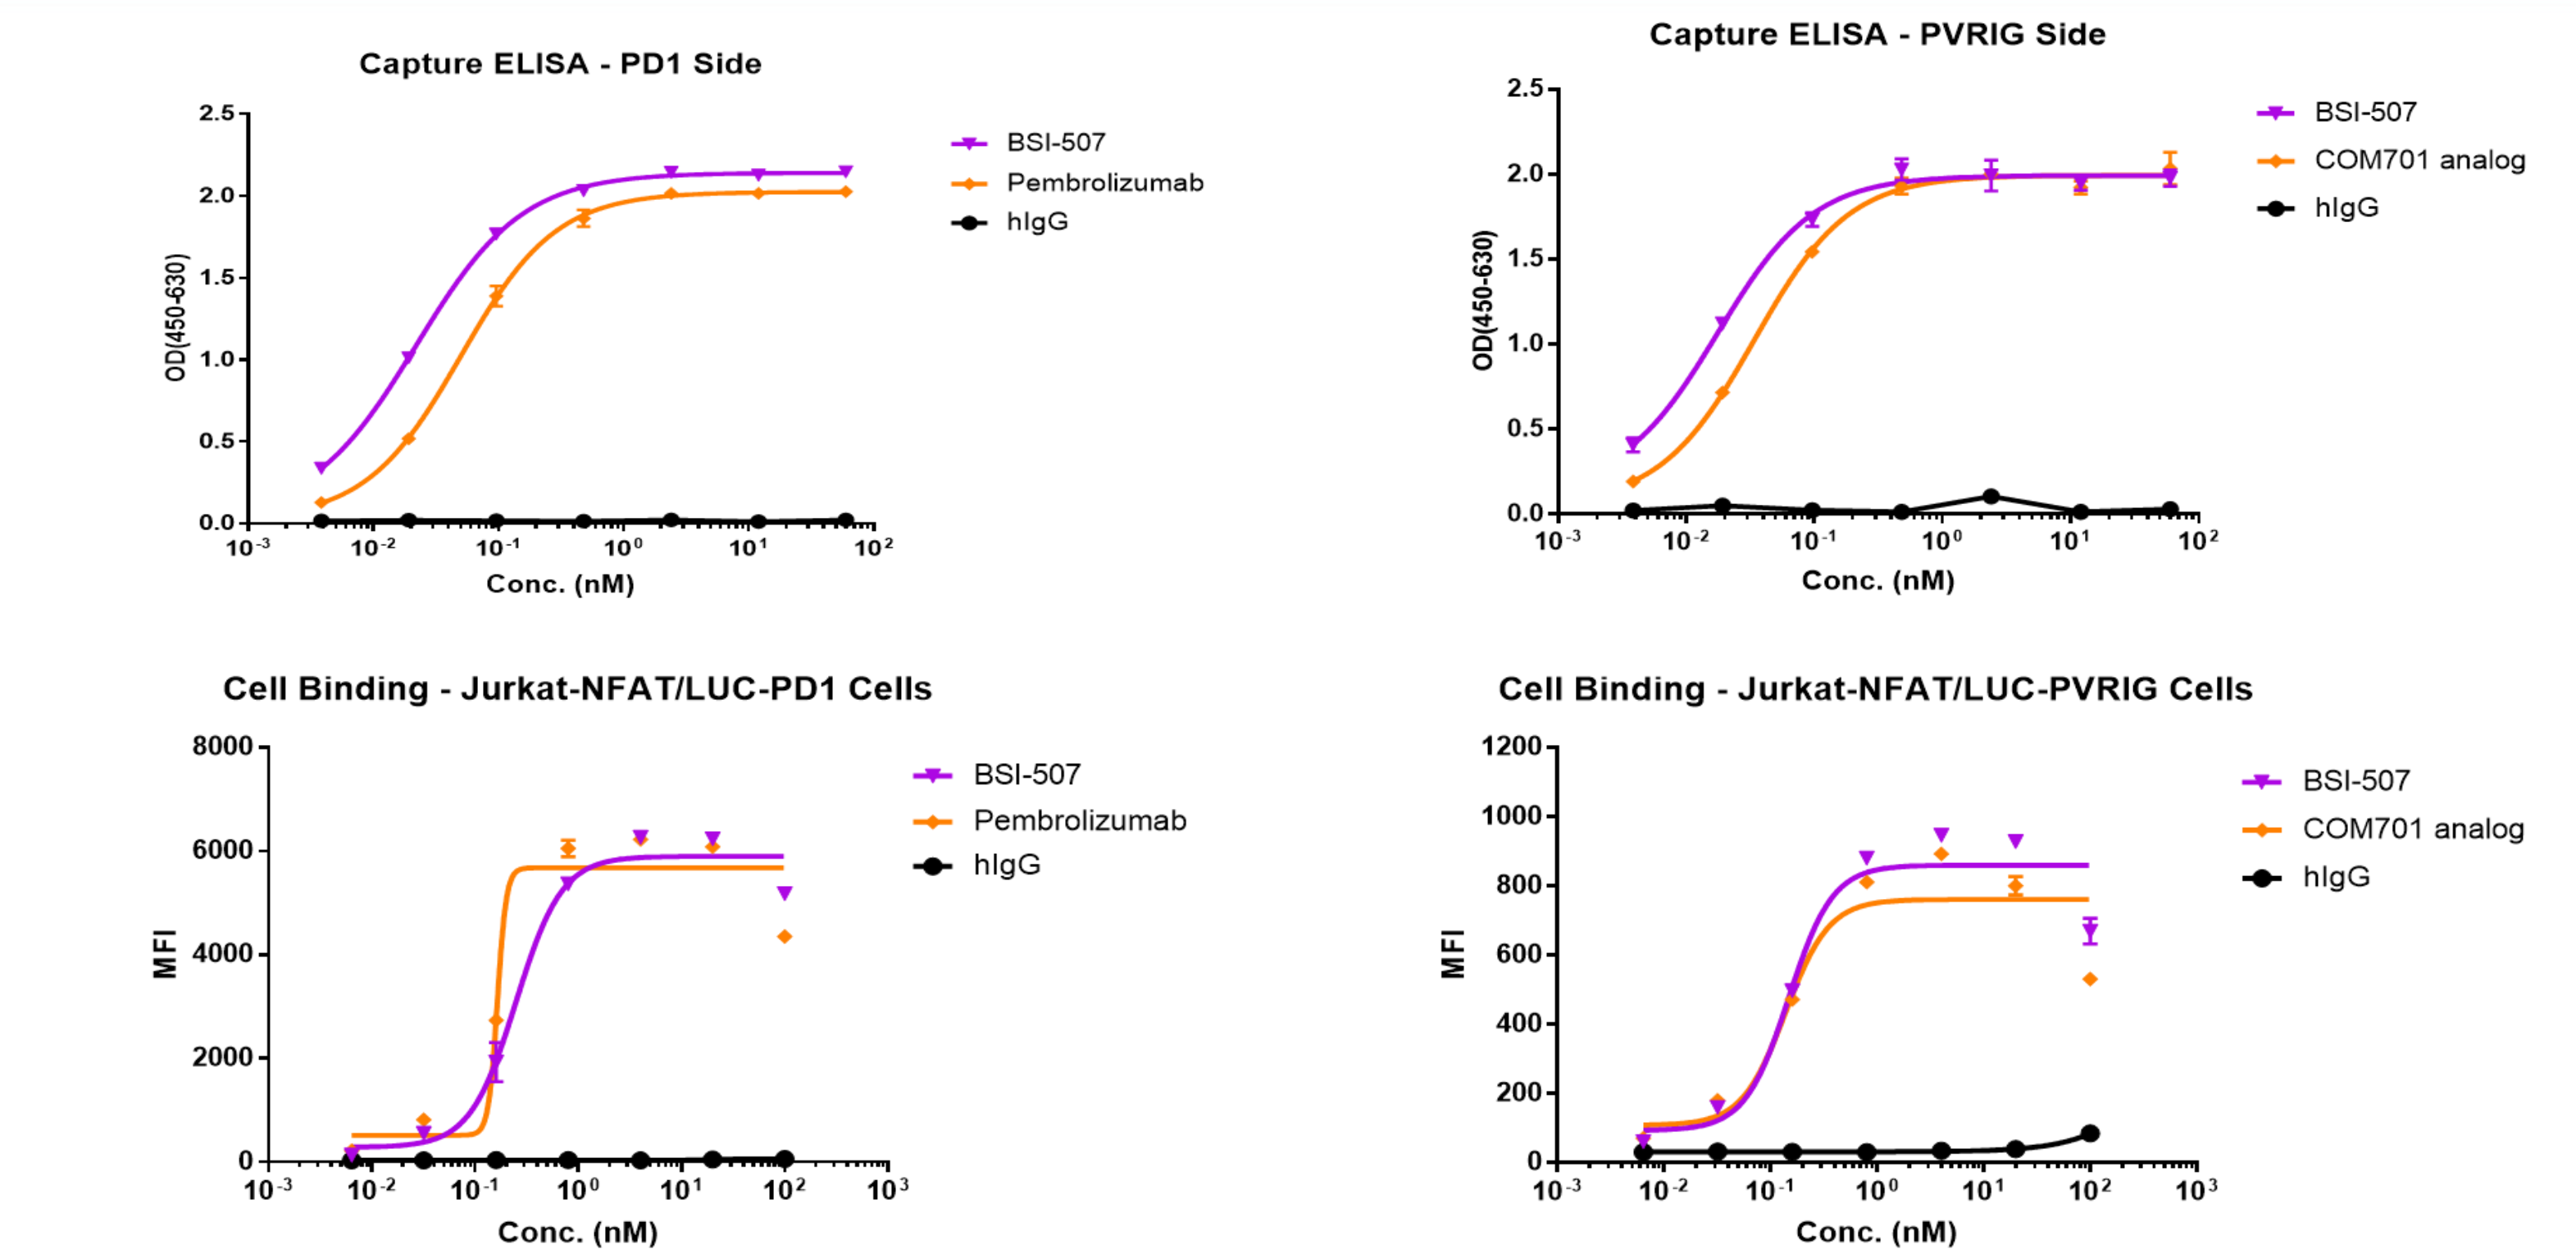 Capture ELISA - PD1 Side
2.5
2.0
1.5
1.0
0.5
0.0
OD(450-630)
10-3
10-2
10-1
100
101
102
Conc. (nM)
BSI-507
Pembrolizumab
hIgG
Capture ELISA - PVRIG Side
2.5
2.0
1.5
1.0
0.5
0.0
OD(450-630)
10-3
10-2
10-1
100
101
102
Conc. (nM)
BSI-507
COM701 analog
hIgG
Cell Binding - Jurkat-NFAT/LUC-PD1 Cells
8000
6000
4000
2000
0
MFI
10-3
10-2
10-1
100
101
102
103
Conc. (nM)
BSI-507
Pembrolizumab
hIgG
Cell Binding - Jurkat-NFAT/LUC-PVRIG Cells
1200
1000
800
600
400
200
0
MFI
10-3
10-2
10-1
100
101
102
103
Conc. (nM)
BSI-507
COM701 analog
hIgG